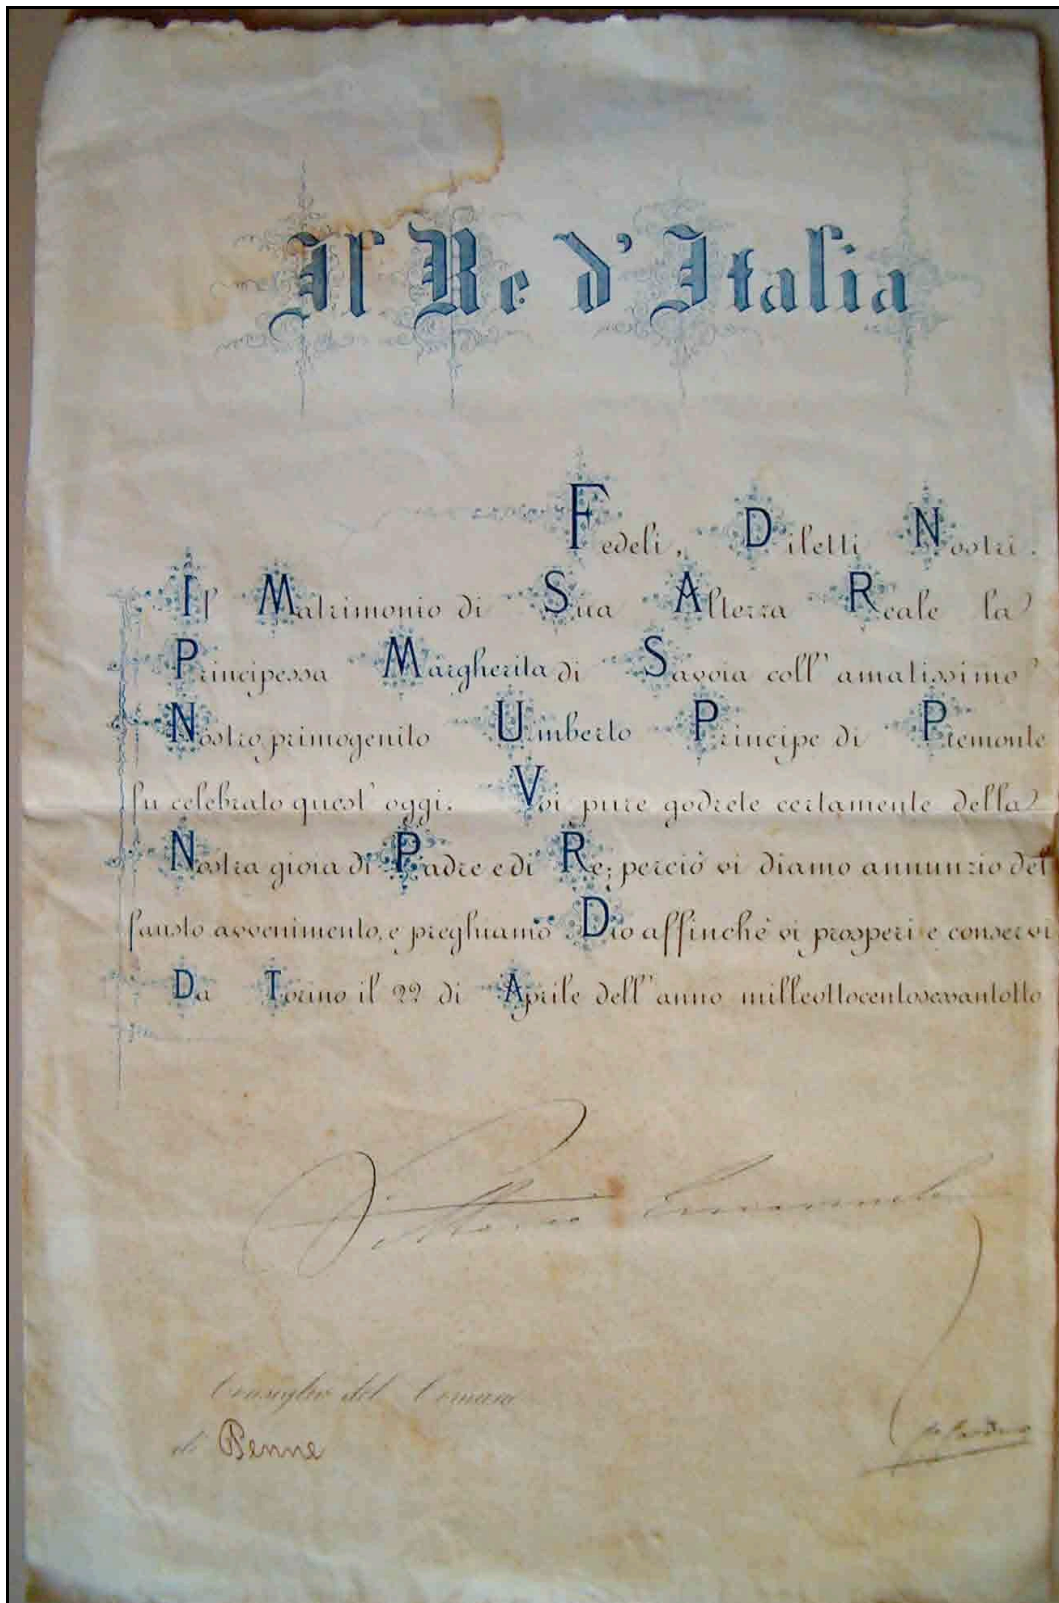 Il Re d'Italia
Fedeli, Diletti Nostri.
Il Matrimonio di Sua Altezza Reale la
Principessa Margherita di Savoia coll' amatissimo
Nostro primogenito Umberto Principe di Piemonte
fu celebrato quest' oggi. Voi pure godrete certamente della
Nostra gioia di Padre e di Re; perciò vi diamo annunzio del
fausto avvenimento, e preghiamo Dio affinchè vi prosperi e conservi
Da Torino il 22 di Aprile dell' anno milleottocentosessantotto
Vittorio Emanuele
Consiglio del Comune
di Penne